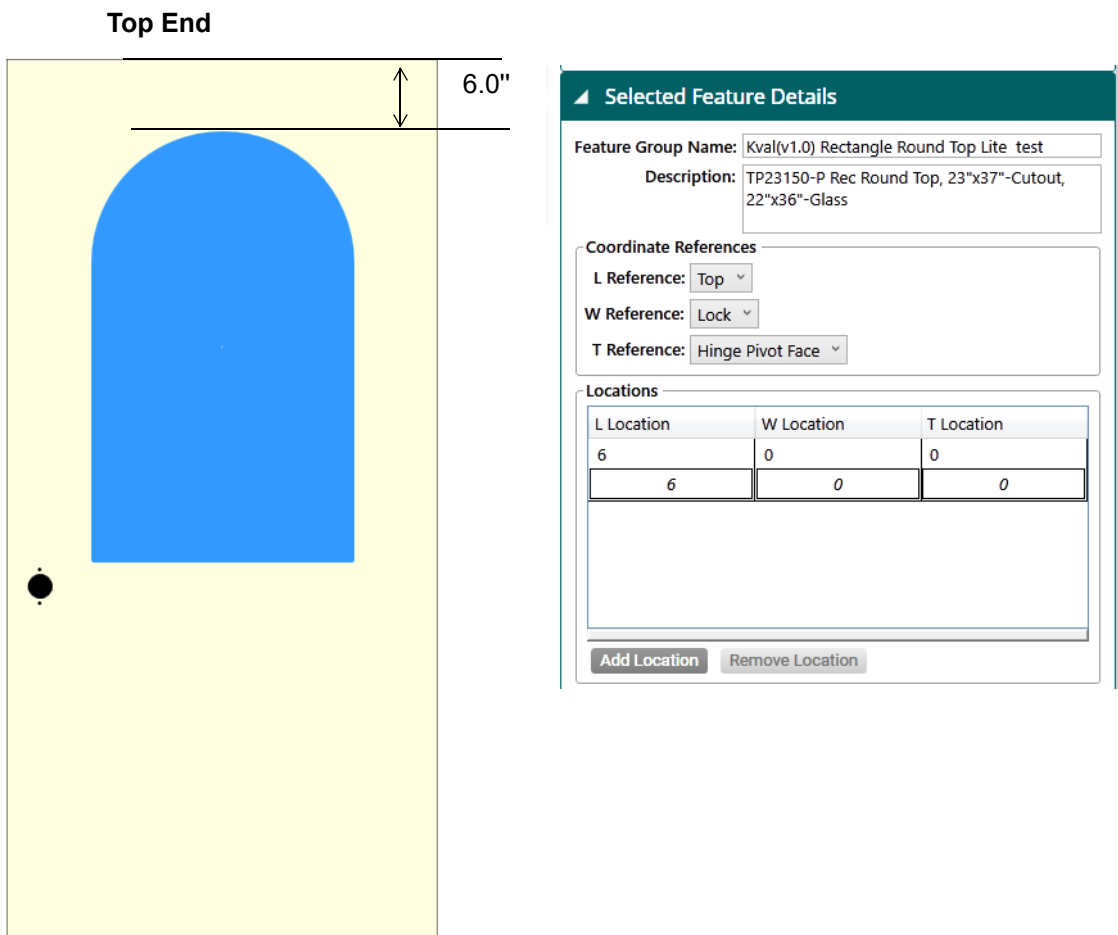 Top End
6.0"
Selected Feature Details
Feature Group Name: Kval(v1.0) Rectangle Round Top Lite  test
Description: TP23150-P Rec Round Top, 23"x37"-Cutout,
22"x36"-Glass
Coordinate References
L Reference: Top
W Reference: Lock
T Reference: Hinge Pivot Face
Locations
L Location W Location T Location
6 0 0
6 0 0
Add Location Remove Location